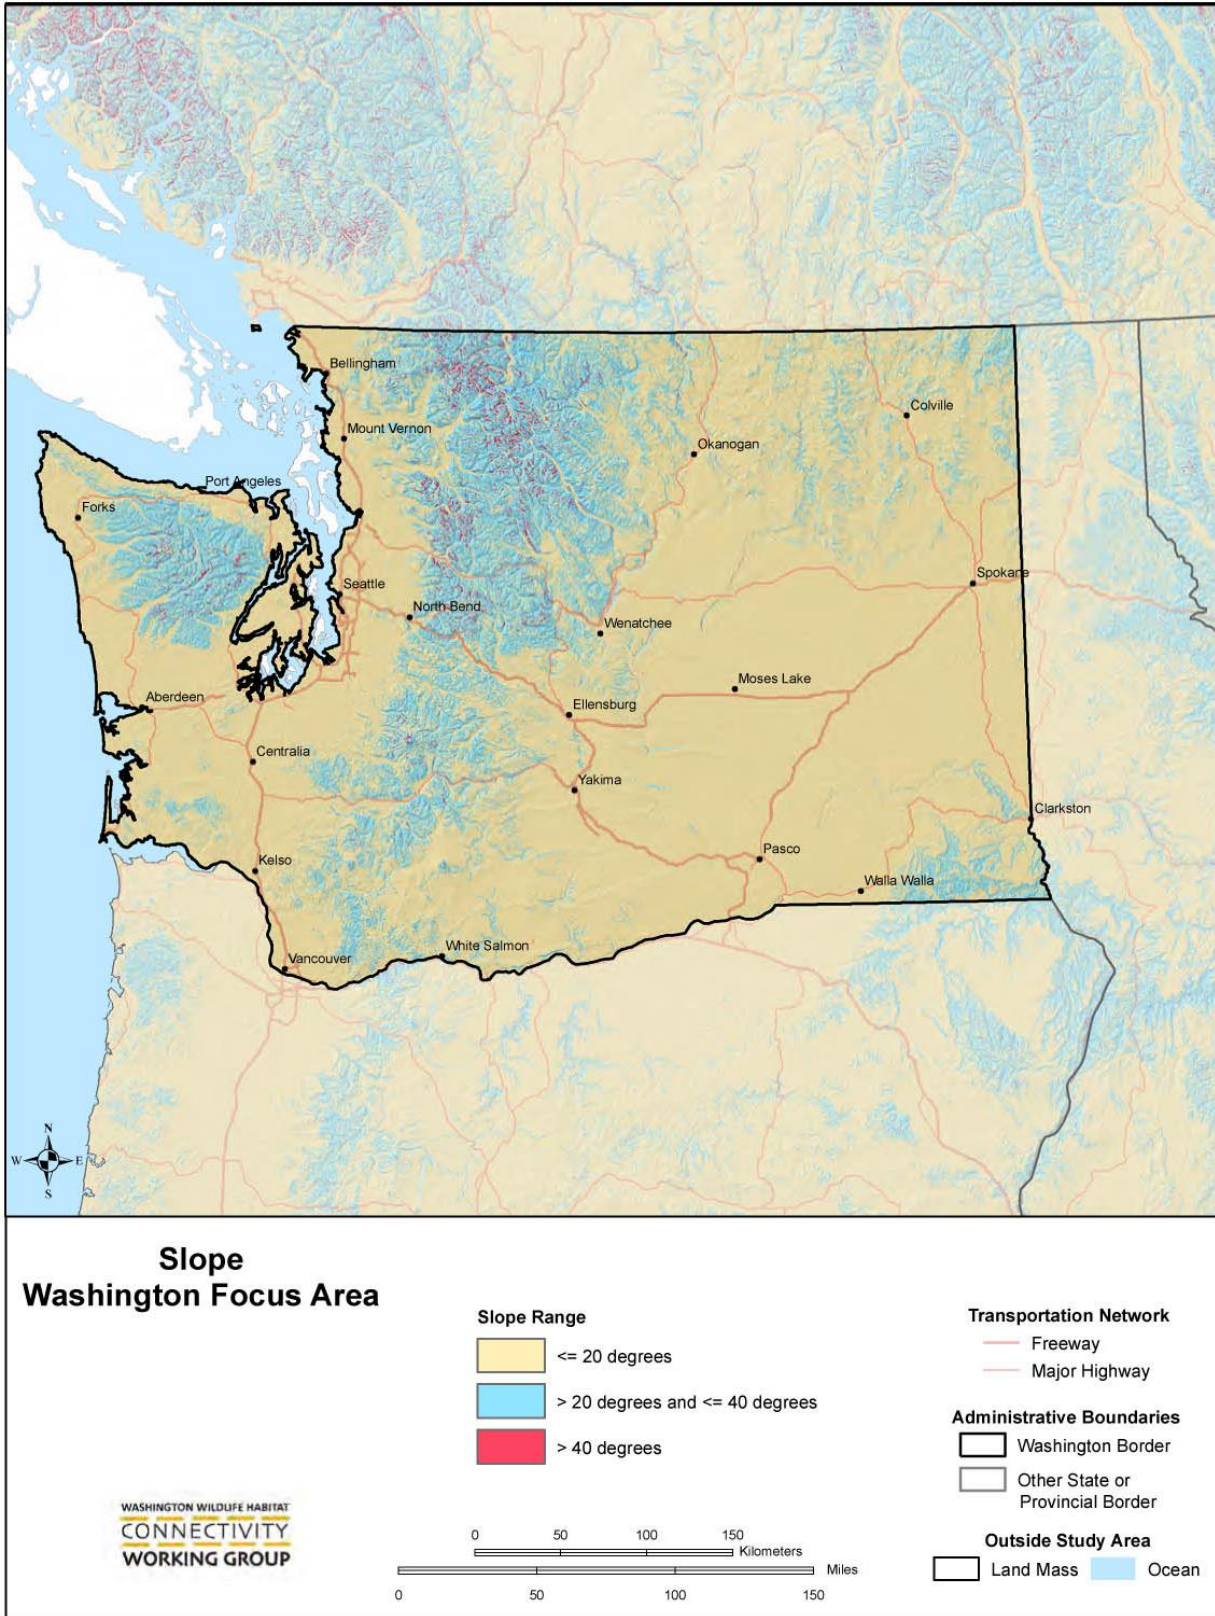 Bellingham
Mount Vernon
Colville
Okanogan
Port Angeles
Forks
Seattle
Spokane
North Bend
Wenatchee
Moses Lake
Aberdeen
Ellensburg
Centralia
Yakima
Clarkston
Pasco
Kelso
Walla Walla
White Salmon
Vancouver
N
W E
S
Slope
Washington Focus Area
Slope Range
<= 20 degrees
> 20 degrees and <= 40 degrees
> 40 degrees
Transportation Network
Freeway
Major Highway
Administrative Boundaries
Washington Border
Other State or
Provincial Border
Outside Study Area
Land Mass Ocean
WASHINGTON WILDLIFE HABITAT
CONNECTIVITY
WORKING GROUP
0 50 100 150
Kilometers
Miles
0 50 100 150